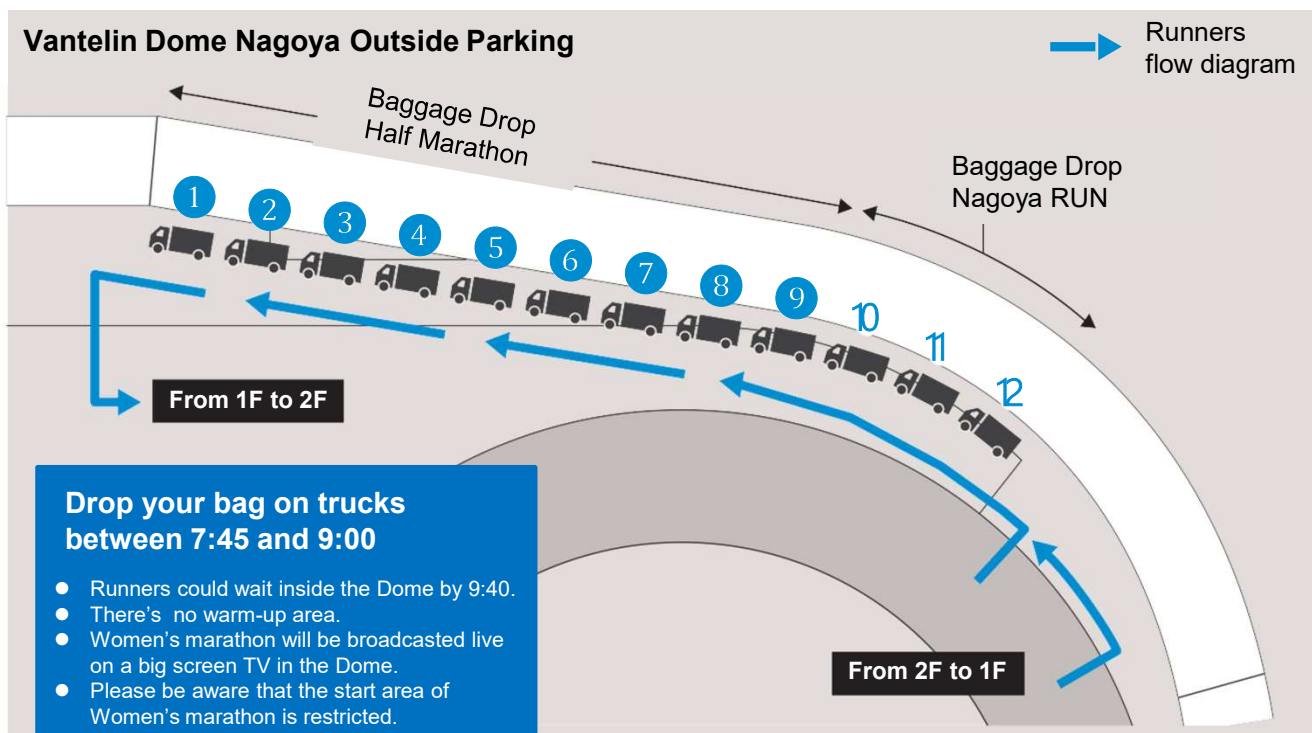 Vantelin Dome Nagoya Outside Parking
Runners
flow diagram
Baggage Drop
Half Marathon
Baggage Drop
Nagoya RUN
1
2
3
4
5
6
7
8
9
10
11
12
From 1F to 2F
From 2F to 1F
Drop your bag on trucks
between 7:45 and 9:00
● Runners could wait inside the Dome by 9:40.
● There's no warm-up area.
● Women's marathon will be broadcasted live
on a big screen TV in the Dome.
● Please be aware that the start area of
Women's marathon is restricted.